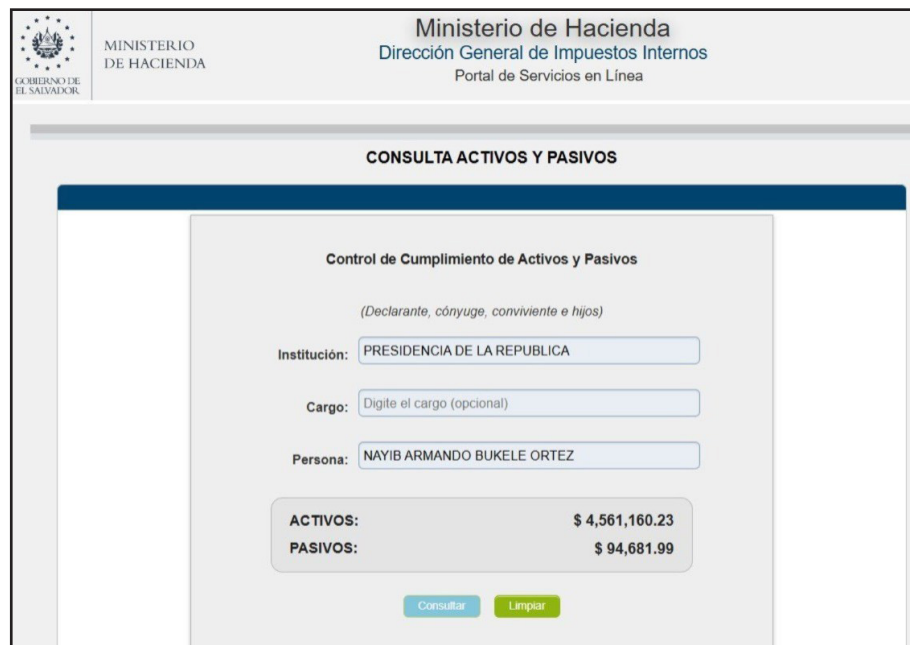 GOBIERNO DE
EL SALVADOR
MINISTERIO
DE HACIENDA
Ministerio de Hacienda
Dirección General de Impuestos Internos
Portal de Servicios en Línea
CONSULTA ACTIVOS Y PASIVOS
Control de Cumplimiento de Activos y Pasivos
(Declarante, cónyuge, conviviente e hijos)
Institución: PRESIDENCIA DE LA REPUBLICA
Cargo: Digite el cargo (opcional)
Persona: NAYIB ARMANDO BUKELE ORTEZ
ACTIVOS: $ 4,561,160.23
PASIVOS: $ 94,681.99
Consultar Limpiar